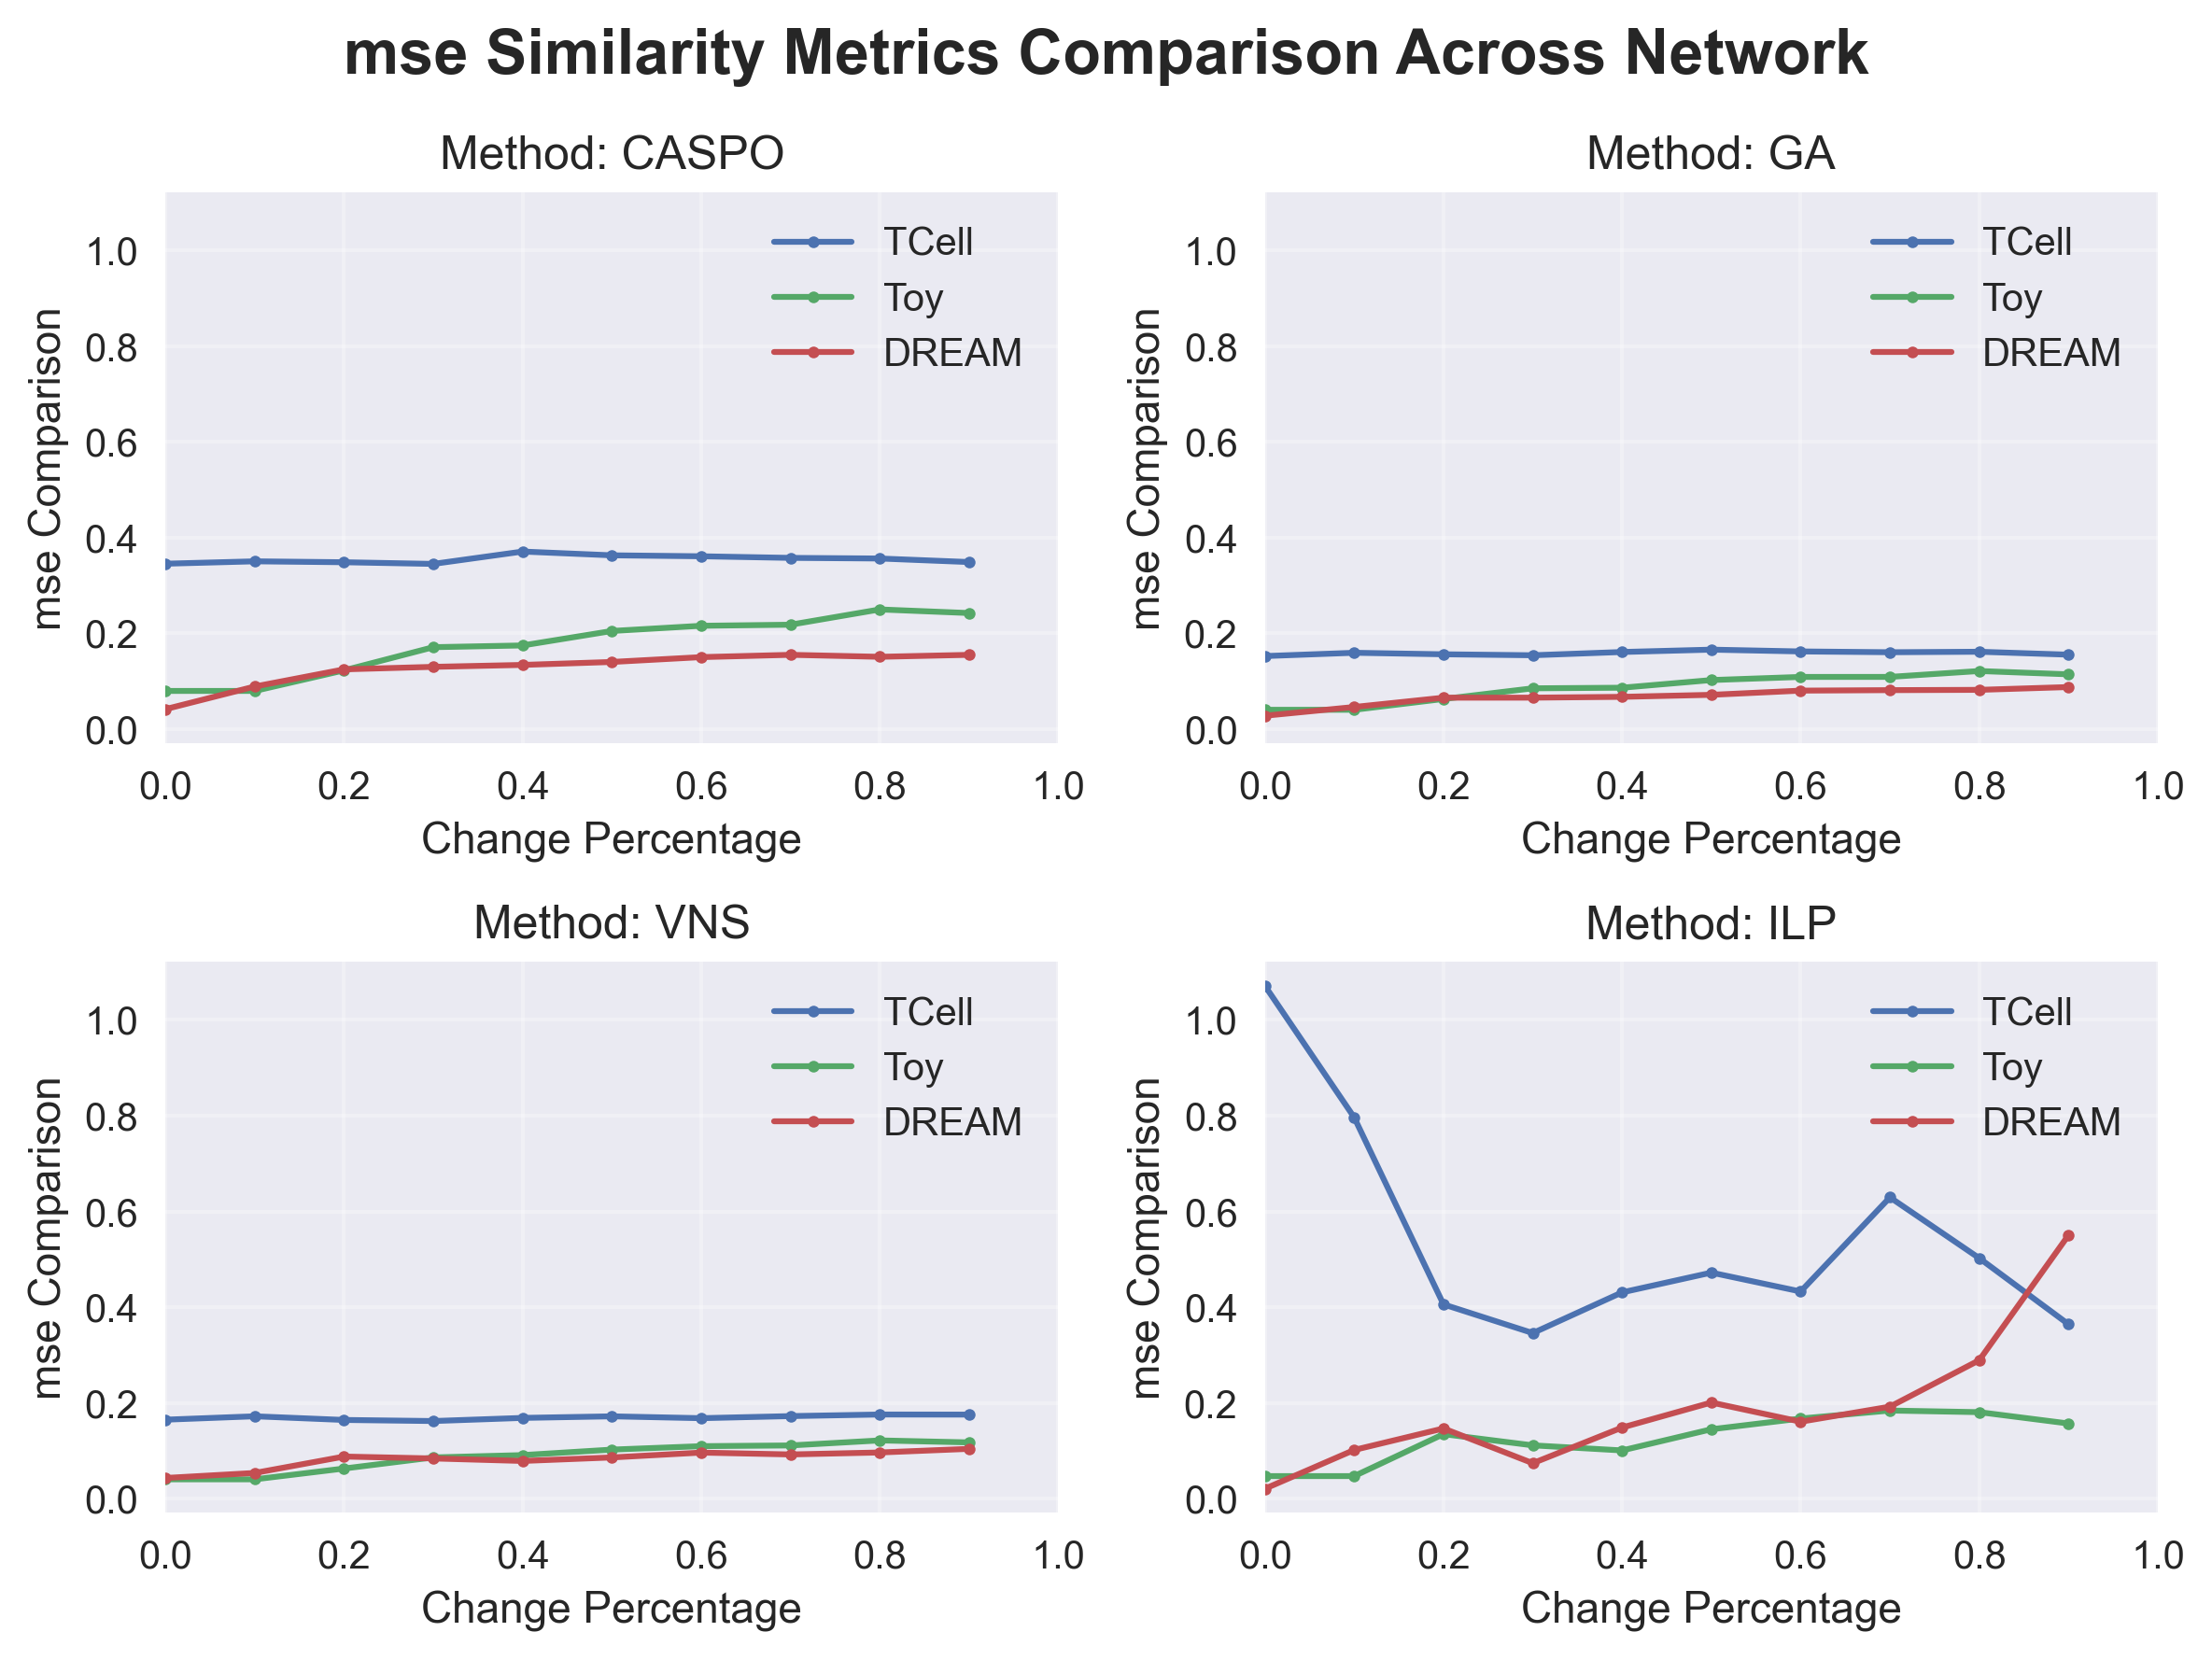 mse Similarity Metrics Comparison Across Network
Method: CASPO
mse Comparison
1.0
0.8
0.6
0.4
0.2
0.0
TCell
Toy
DREAM
0.0 0.2 0.4 0.6 0.8 1.0
Change Percentage
Method: GA
mse Comparison
1.0
0.8
0.6
0.4
0.2
0.0
TCell
Toy
DREAM
0.0 0.2 0.4 0.6 0.8 1.0
Change Percentage
Method: VNS
mse Comparison
1.0
0.8
0.6
0.4
0.2
0.0
TCell
Toy
DREAM
0.0 0.2 0.4 0.6 0.8 1.0
Change Percentage
Method: ILP
mse Comparison
1.0
0.8
0.6
0.4
0.2
0.0
TCell
Toy
DREAM
0.0 0.2 0.4 0.6 0.8 1.0
Change Percentage